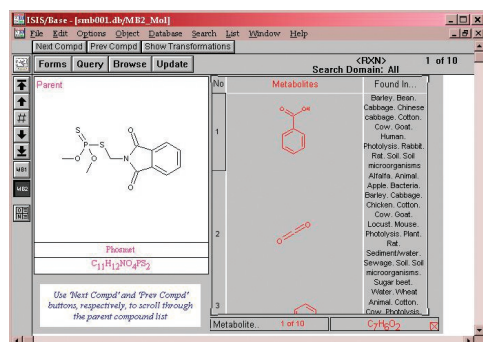 ISIS/Base - [smb001.db/MB2_Mol]
File Edit Options Object Database Search List Window Help
Next Compd Prev Compd Show Transformations
Forms Query Browse Update
<RXN> 1 of 10
Search Domain: All
Parent
No Metabolites Found In...
S
P
S
O
O
N
O
O
Phosmet
C11H12NO4PS2
Use 'Next Compd' and 'Prev Compd'
buttons, respectively, to scroll through
the parent compound list
MB1
MB2
1
O
OH
Barley. Bean.
Cabbage. Chinese
cabbage. Cotton.
Cow. Goat.
Human.
Photolysis. Rabbit.
Rat. Soil. Soil
microorganisms
2
O
O
Alfalfa. Animal.
Apple. Bacteria.
Barley. Cabbage.
Chicken. Cotton.
Cow. Goat.
Locust. Mouse.
Photolysis. Plant.
Rat.
Sediment/water.
Sewage. Soil. Soil
microorganisms.
Sugar beet.
Water. Wheat
3
Animal. Cotton.
Cow. Photolysis.
Metabolite.. 1 of 10 C7H6O2